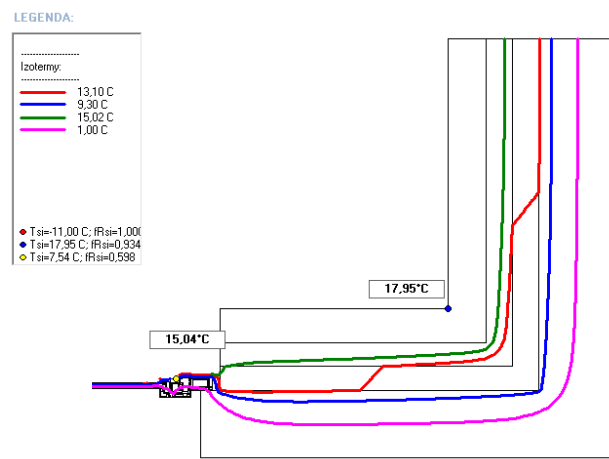 LEGENDA:
Izotermy:
13,10 C
9,30 C
15,02 C
1,00 C
Tsi=-11,00 C; fRsi=1,000
Tsi=17,95 C; fRsi=0,934
Tsi=7,54 C; fRsi=0,598
17,95°C
15,04°C